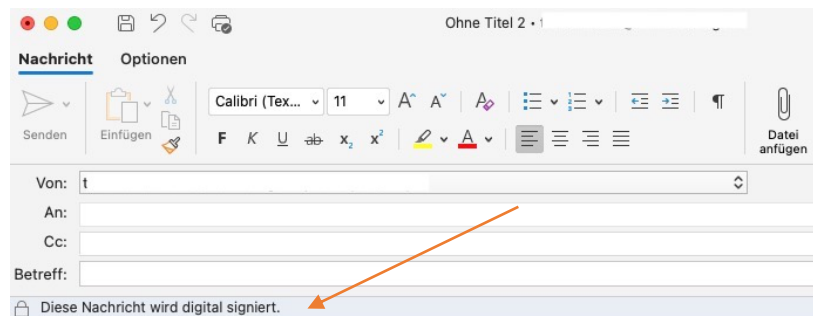 Ohne Titel 2 •
Nachricht Optionen
Calibri (Tex... 11 A^ A˅ A
Senden Einfügen F K U ab x₂ x² A Datei anfügen
Von: t
An:
Cc:
Betreff:
Diese Nachricht wird digital signiert.